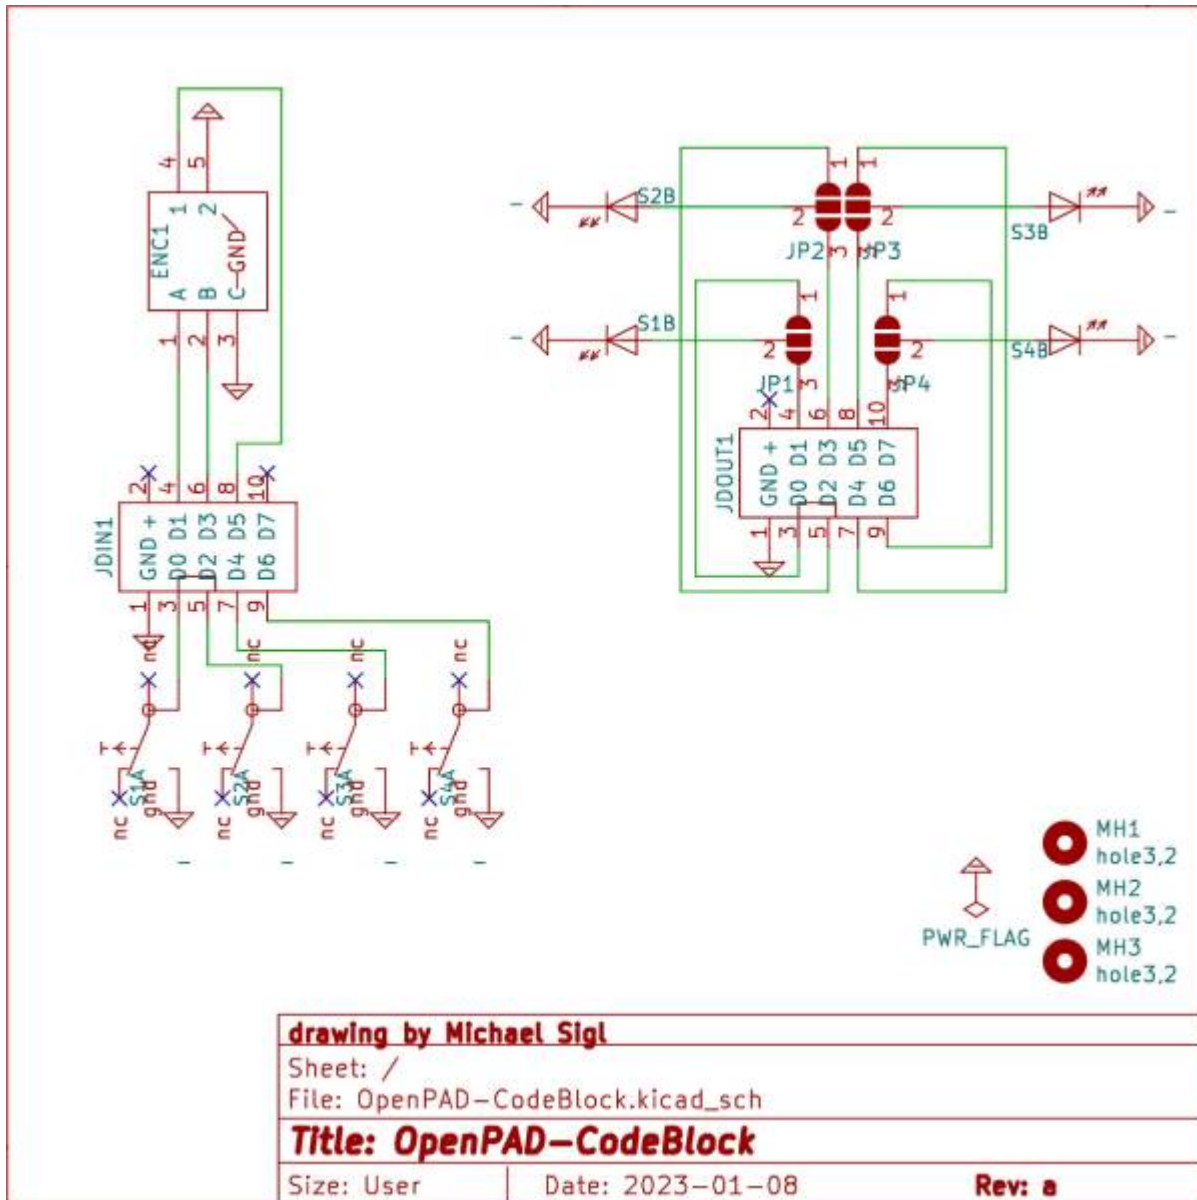 4 5
1 2
ENC1
GND
A B C
1 2 3
2 4 6 8 10
JDIN1
+ D1 D3 D5 D7
GND D0 D2 D4 D6
1 3 5 7 9
nc nc nc nc
S1A S2A S3A S4A
gnd gnd gnd gnd
nc nc nc nc
- - - -
1 1
- S2B 2 2 S3B -
JP2 3 3 JP3
1 1
- S1B 2 2 S4B -
JP1 3 3 JP4
2 4 6 8 10
JDOUT1
+ D1 D3 D5 D7
GND D0 D2 D4 D6
1 3 5 7 9
MH1
hole3,2
MH2
hole3,2
PWR_FLAG
MH3
hole3,2
drawing by Michael Sigl
Sheet: /
File: OpenPAD-CodeBlock.kicad_sch
Title: OpenPAD-CodeBlock
Size: User Date: 2023-01-08 Rev: a